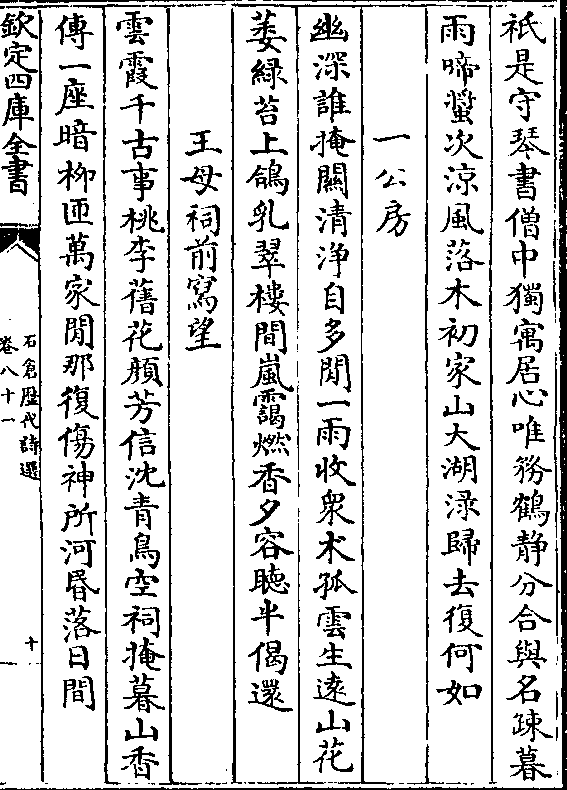 祇是守琴書僧中獨寓居心唯務鶴静分合與名疎暮
雨啼螿次涼風落木初家山大湖渌歸去復何如
一公房
幽深誰掩關清浄自多閒一雨收衆木孤雲生逺山花
萎緑苔上鴿乳翠樓間嵐靄燃香夕容聽半偈還
王母祠前寫望
雲霞千古事桃李舊花顔芳信沈青鳥空祠掩暮山香
傳一座暗柳匝萬家閒那復傷神所河昬落日間
欽定四庫全書
石倉歴代詩選
卷八十一
十